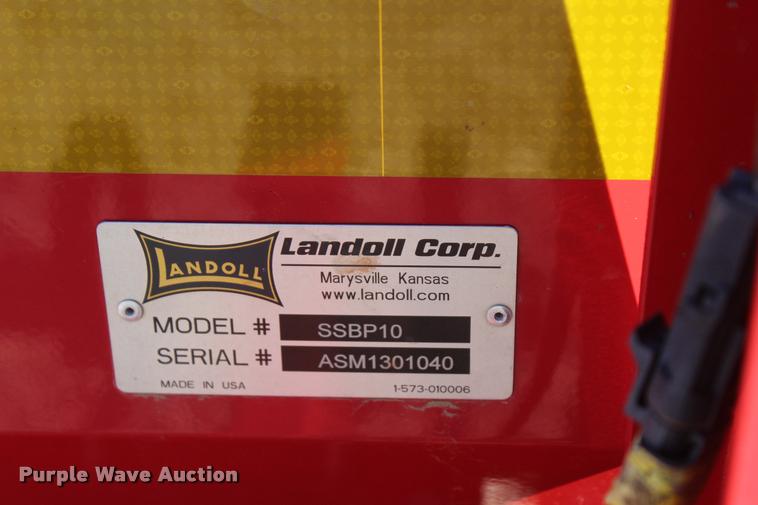 LANDOLL
Landoll Corp.
Marysville Kansas
www.landoll.com
MODEL # SSBP10
SERIAL # ASM1301040
MADE IN USA 1-573-010006
Purple Wave Auction